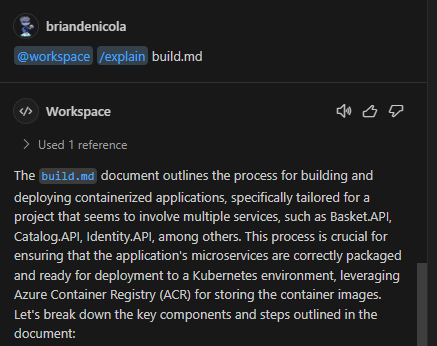 briandenicola
@workspace /explain build.md
Workspace
Used 1 reference
The build.md document outlines the process for building and
deploying containerized applications, specifically tailored for a
project that seems to involve multiple services, such as Basket.API,
Catalog.API, Identity.API, among others. This process is crucial for
ensuring that the application's microservices are correctly packaged
and ready for deployment to a Kubernetes environment, leveraging
Azure Container Registry (ACR) for storing the container images.
Let's break down the key components and steps outlined in the
document: